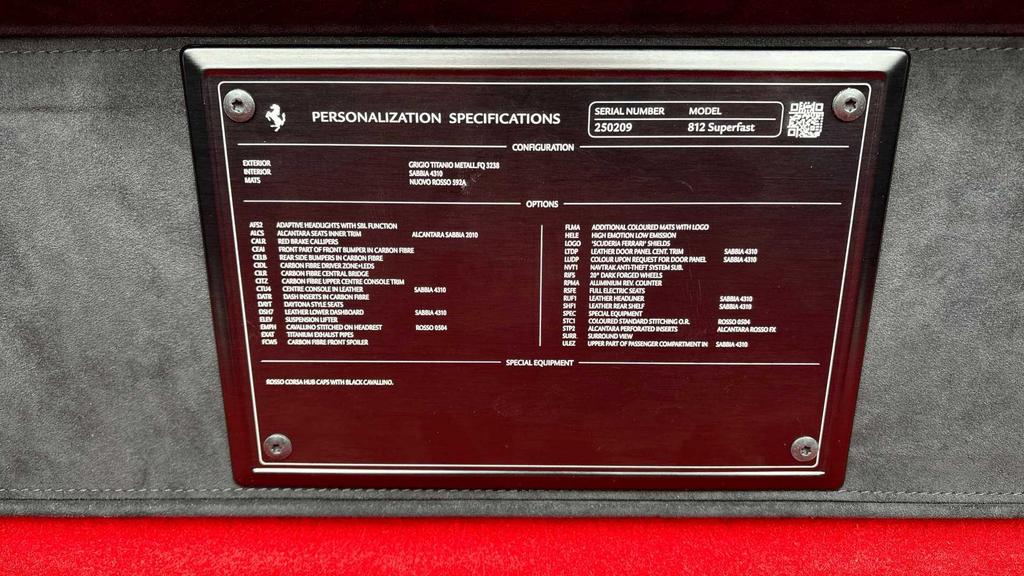 PERSONALIZATION SPECIFICATIONS
SERIAL NUMBER MODEL
250209 812 Superfast
CONFIGURATION
EXTERIOR GRIGIO TITANIO METALL.FQ 3238
INTERIOR SABBIA 4310
MATS NUOVO ROSSO 592A
OPTIONS
AFS2 ADAPTIVE HEADLIGHTS WITH SBL FUNCTION
ALCS ALCANTARA SEATS INNER TRIM ALCANTARA SABBIA 2010
CALR RED BRAKE CALLIPERS
CEAI FRONT PART OF FRONT BUMPER IN CARBON FIBRE
CELB REAR SIDE BUMPERS IN CARBON FIBRE
CIDL CARBON FIBRE DRIVER ZONE+LEDS
CILR CARBON FIBRE CENTRAL BRIDGE
CITZ CARBON FIBRE UPPER CENTRE CONSOLE TRIM
CTU4 CENTRE CONSOLE IN LEATHER SABBIA 4310
DATR DASH INSERTS IN CARBON FIBRE
DAYT DAYTONA STYLE SEATS
DSH7 LEATHER LOWER DASHBOARD SABBIA 4310
ELEV SUSPENSION LIFTER
EMPH CAVALLINO STITCHED ON HEADREST ROSSO 0504
EXAT TITANIUM EXHAUST PIPES
FCWS CARBON FIBRE FRONT SPOILER
FLMA ADDITIONAL COLOURED MATS WITH LOGO
HELE HIGH EMOTION LOW EMISSION
LOGO "SCUDERIA FERRARI" SHIELDS
LTDP LEATHER DOOR PANEL CENT. TRIM SABBIA 4310
LUDP COLOUR UPON REQUEST FOR DOOR PANEL SABBIA 4310
NVT1 NAVTRAK ANTI-THEFT SYSTEM SUB.
RIFS 20" DARK FORGED WHEELS
RPMA ALUMINIUM REV. COUNTER
RSFE FULL ELECTRIC SEATS
RUF1 LEATHER HEADLINER SABBIA 4310
SHF1 LEATHER REAR SHELF SABBIA 4310
SPEC SPECIAL EQUIPMENT
STC1 COLOURED STANDARD STITCHING O.R. ROSSO 0504
STP2 ALCANTARA PERFORATED INSERTS ALCANTARA ROSSO FX
SURR SURROUND VIEW
ULEZ UPPER PART OF PASSENGER COMPARTMENT IN SABBIA 4310
SPECIAL EQUIPMENT
ROSSO CORSA HUB CAPS WITH BLACK CAVALLINO.